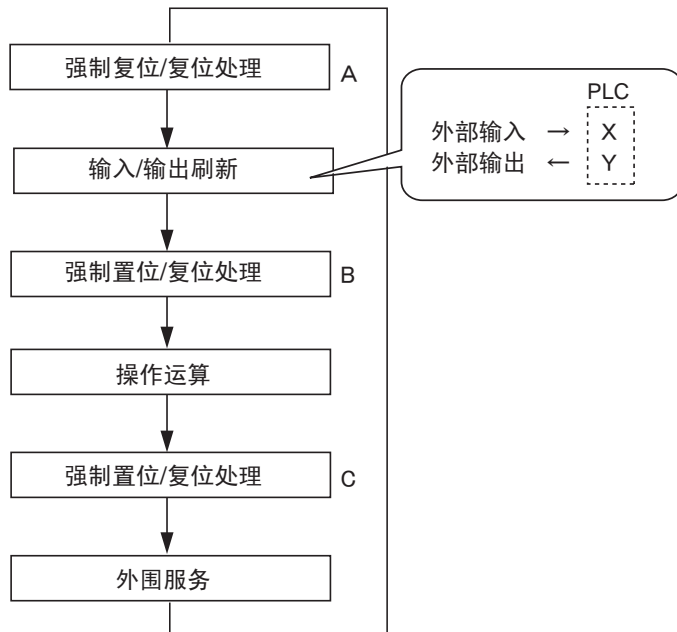 强制复位/复位处理 A
PLC
外部输入 → X
外部输出 ← Y
输入/输出刷新
强制置位/复位处理 B
操作运算
强制置位/复位处理 C
外围服务